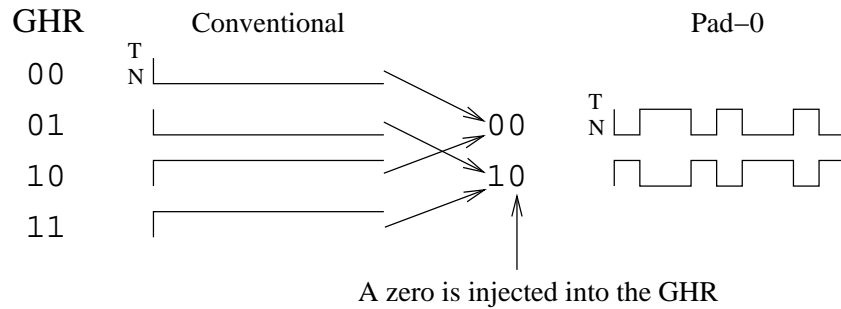 GHR Conventional Pad−0
T
00 N
01 00 T
N
10 10
11
A zero is injected into the GHR